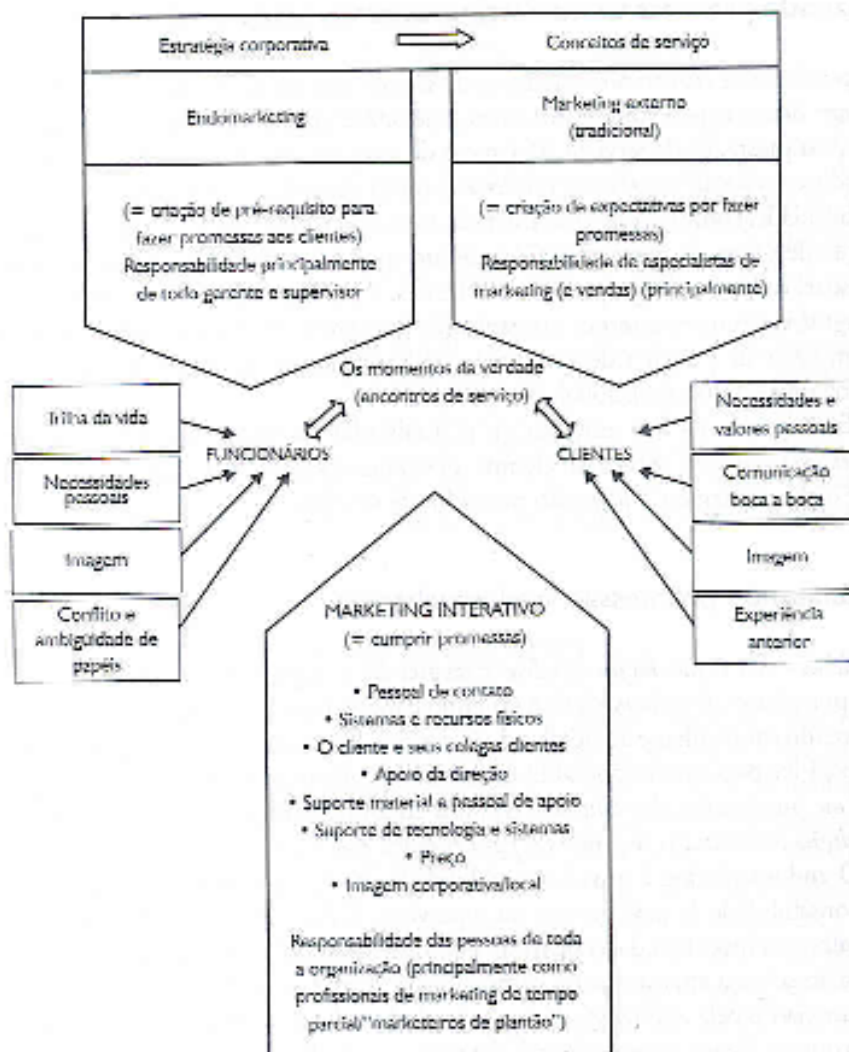 Estratégia corporativa
Conceitos de serviço
Endomarketing
Marketing externo
(tradicional)
(= criação de pré-requisito para
fazer promessas aos clientes)
Responsabilidade principalmente
de todo gerente e supervisor
(= criação de expectativas por fazer
promessas)
Responsabilidade de especialistas de
marketing (e vendas) (principalmente)
Os momentos da verdade
(encontros de serviço)
Trilha da vida
Necessidades
pessoais
Imagem
Conflito e
ambigüidade de
papéis
FUNCIONÁRIOS
CLIENTES
Necessidades e
valores pessoais
Comunicação
boca a boca
Imagem
Experiência
anterior
MARKETING INTERATIVO
(= cumprir promessas)
• Pessoal de contato
• Sistemas e recursos físicos
• O cliente e seus colegas clientes
• Apoio da direção
• Suporte material e pessoal de apoio
• Suporte de tecnologia e sistemas
• Preço
• Imagem corporativa/local
Responsabilidade das pessoas de toda
a organização (principalmente como
profissionais de marketing de tempo
parcial/"marketeiros de plantão")